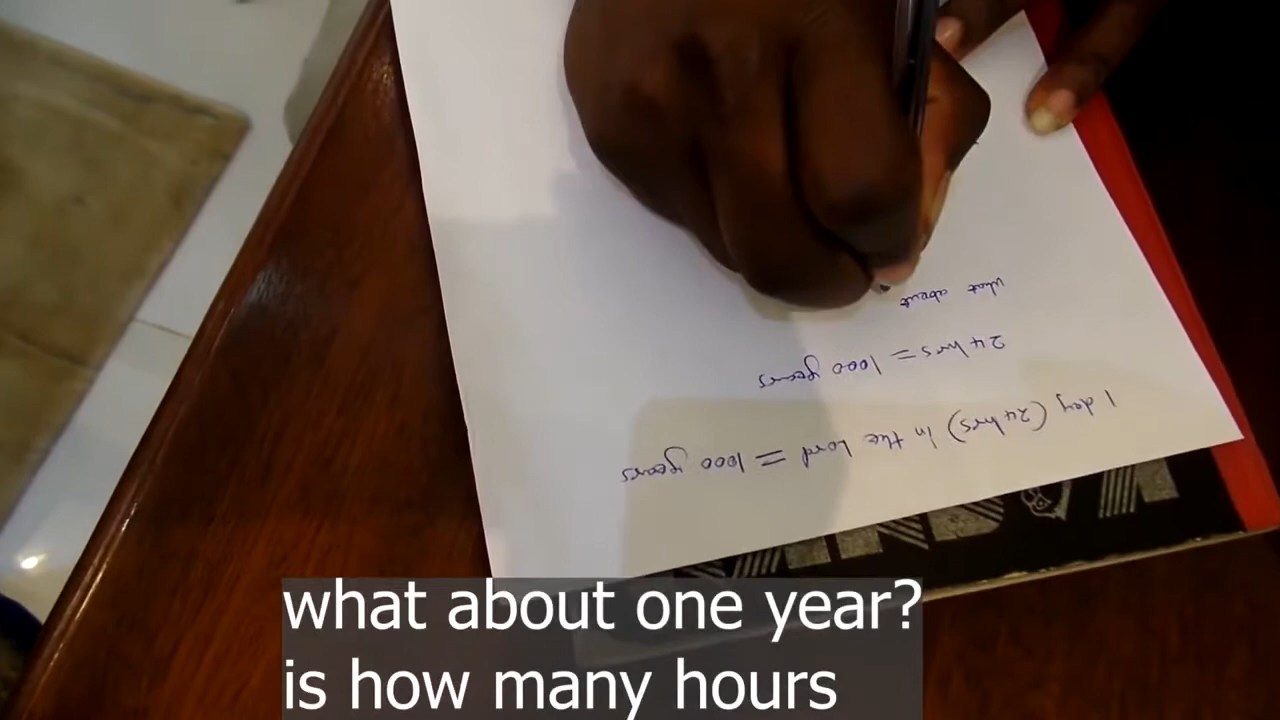 1 day (24hrs) in the Lord = 1000 years
24hrs = 1000 years
what about
what about one year?
is how many hours